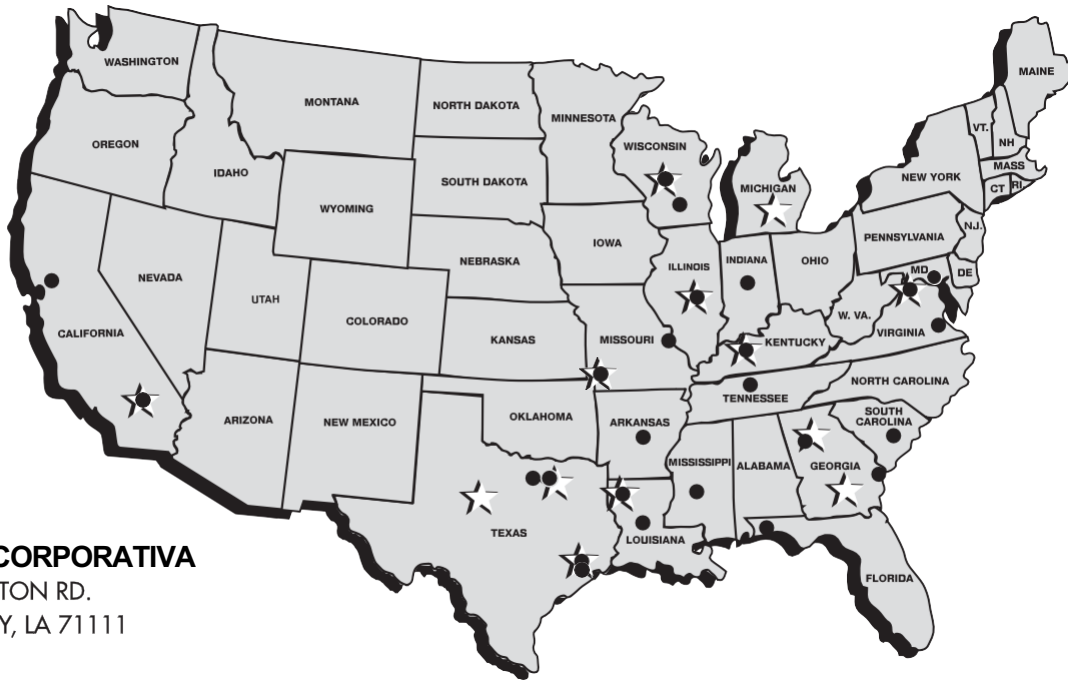 WASHINGTON
MONTANA
NORTH DAKOTA
MINNESOTA
MAINE
OREGON
IDAHO
WISCONSIN
VT.
NH
MASS
SOUTH DAKOTA
WYOMING
MICHIGAN
NEW YORK
CT
RI
N.J.
PENNSYLVANIA
NEBRASKA
IOWA
ILLINOIS
INDIANA
OHIO
MD
DE
NEVADA
UTAH
COLORADO
CALIFORNIA
KANSAS
MISSOURI
KENTUCKY
W. VA.
VIRGINIA
NORTH CAROLINA
TENNESSEE
ARIZONA
NEW MEXICO
OKLAHOMA
ARKANSAS
SOUTH
CAROLINA
MISSISSIPPI
ALABAMA
GEORGIA
TEXAS
LOUISIANA
FLORIDA
CORPORATIVA
TON RD.
Y, LA 71111